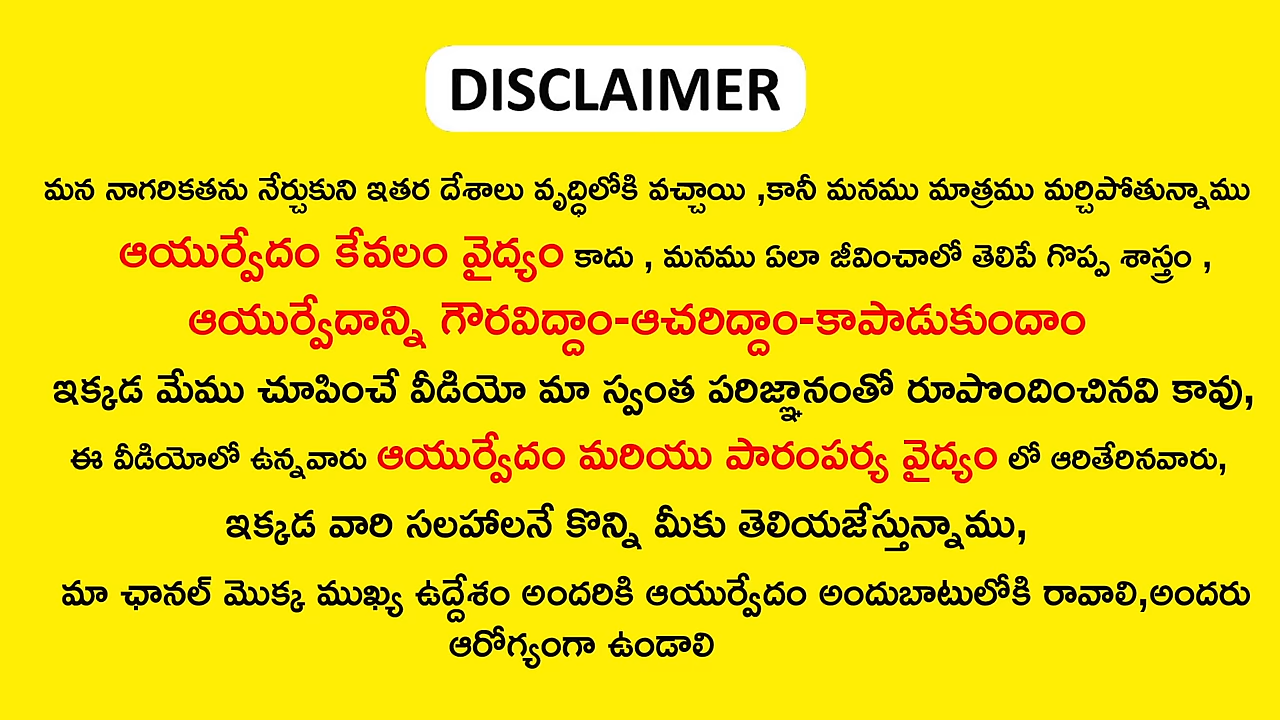 DISCLAIMER
మన నాగరికతను నేర్చుకుని ఇతర దేశాలు వృద్ధిలోకి వచ్చాయి ,కానీ మనము మాత్రము మర్చిపోతున్నాము
ఆయుర్వేదం కేవలం వైద్యం కాదు , మనము ఏలా జీవించాలో తెలిపే గొప్ప శాస్త్రం ,
ఆయుర్వేదాన్ని గౌరవిద్దాం-ఆచరిద్దాం-కాపాడుకుందాం
ఇక్కడ మేము చూపించే వీడియో మా స్వంత పరిజ్ఞానంతో రూపొందించినవి కావు,
ఈ వీడియోలో ఉన్నవారు ఆయుర్వేదం మరియు పారంపర్య వైద్యం లో ఆరితేరినవారు,
ఇక్కడ వారి సలహాలనే కొన్ని మీకు తెలియజేస్తున్నాము,
మా ఛానల్ మొక్క ముఖ్య ఉద్దేశం అందరికి ఆయుర్వేదం అందుబాటులోకి రావాలి,అందరు
ఆరోగ్యంగా ఉండాలి